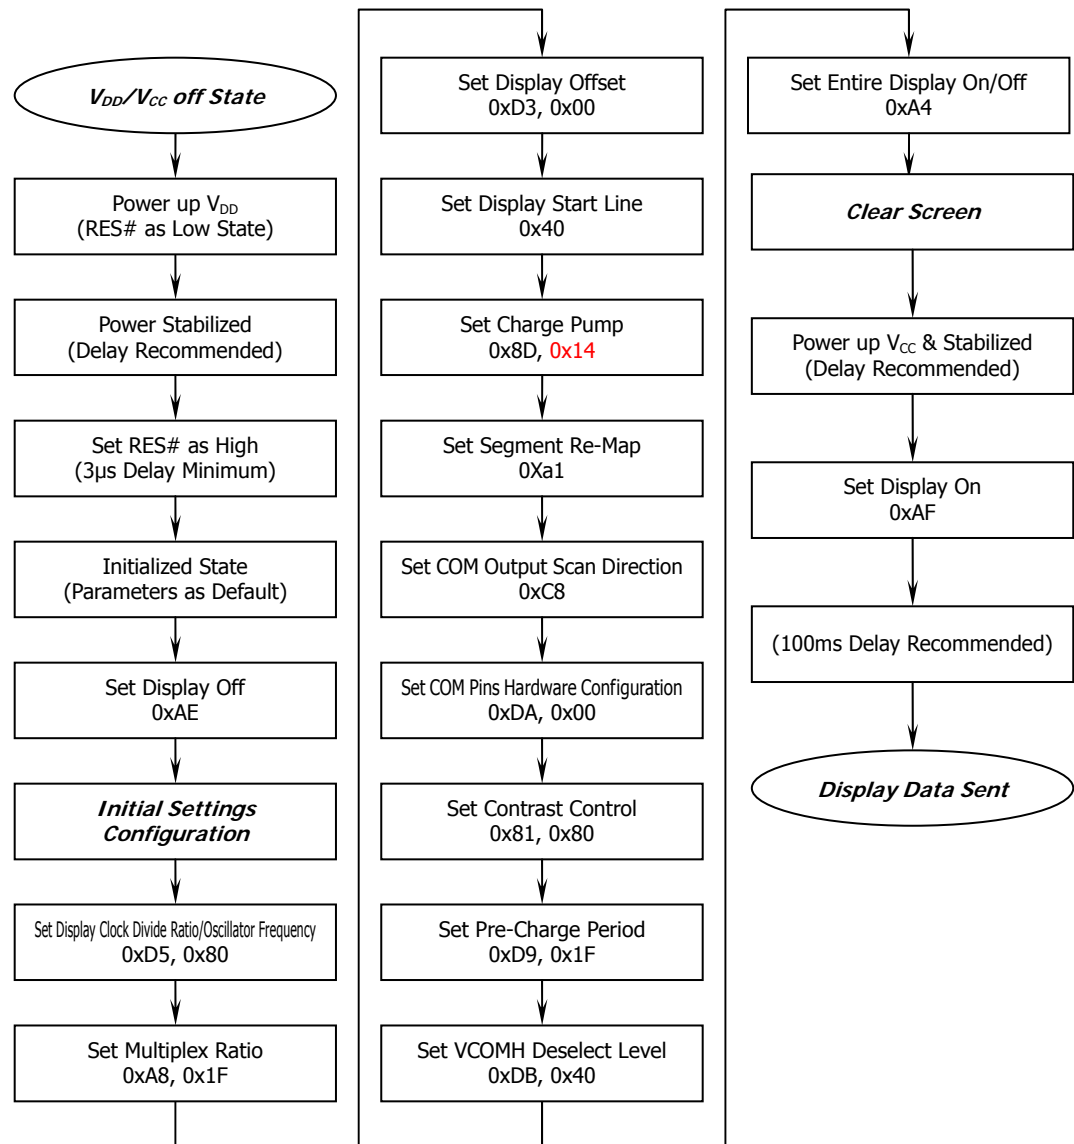 V_DD/V_CC off State
Power up V_DD
(RES# as Low State)
Power Stabilized
(Delay Recommended)
Set RES# as High
(3µs Delay Minimum)
Initialized State
(Parameters as Default)
Set Display Off
0xAE
Initial Settings
Configuration
Set Display Clock Divide Ratio/Oscillator Frequency
0xD5, 0x80
Set Multiplex Ratio
0xA8, 0x1F
Set Display Offset
0xD3, 0x00
Set Display Start Line
0x40
Set Charge Pump
0x8D, 0x14
Set Segment Re-Map
0Xa1
Set COM Output Scan Direction
0xC8
Set COM Pins Hardware Configuration
0xDA, 0x00
Set Contrast Control
0x81, 0x80
Set Pre-Charge Period
0xD9, 0x1F
Set VCOMH Deselect Level
0xDB, 0x40
Set Entire Display On/Off
0xA4
Clear Screen
Power up V_CC & Stabilized
(Delay Recommended)
Set Display On
0xAF
(100ms Delay Recommended)
Display Data Sent